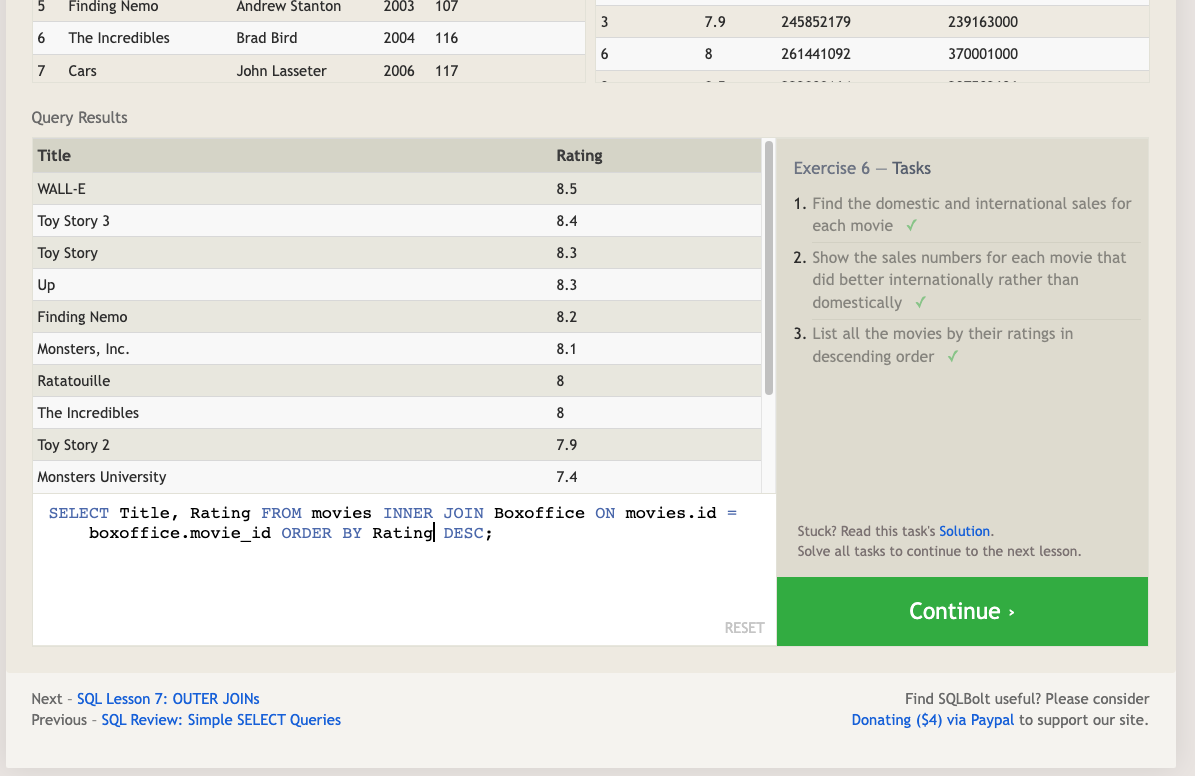 5 Finding Nemo Andrew Stanton 2003 107
6 The Incredibles Brad Bird 2004 116
7 Cars John Lasseter 2006 117
3 7.9 245852179 239163000
6 8 261441092 370001000
Query Results
Title Rating
WALL-E 8.5
Toy Story 3 8.4
Toy Story 8.3
Up 8.3
Finding Nemo 8.2
Monsters, Inc. 8.1
Ratatouille 8
The Incredibles 8
Toy Story 2 7.9
Monsters University 7.4
SELECT Title, Rating FROM movies INNER JOIN Boxoffice ON movies.id =
boxoffice.movie_id ORDER BY Rating DESC;
RESET
Exercise 6 — Tasks
1. Find the domestic and international sales for
each movie ✓
2. Show the sales numbers for each movie that
did better internationally rather than
domestically ✓
3. List all the movies by their ratings in
descending order ✓
Stuck? Read this task's Solution.
Solve all tasks to continue to the next lesson.
Continue ›
Next – SQL Lesson 7: OUTER JOINs
Previous – SQL Review: Simple SELECT Queries
Find SQLBolt useful? Please consider
Donating ($4) via Paypal to support our site.